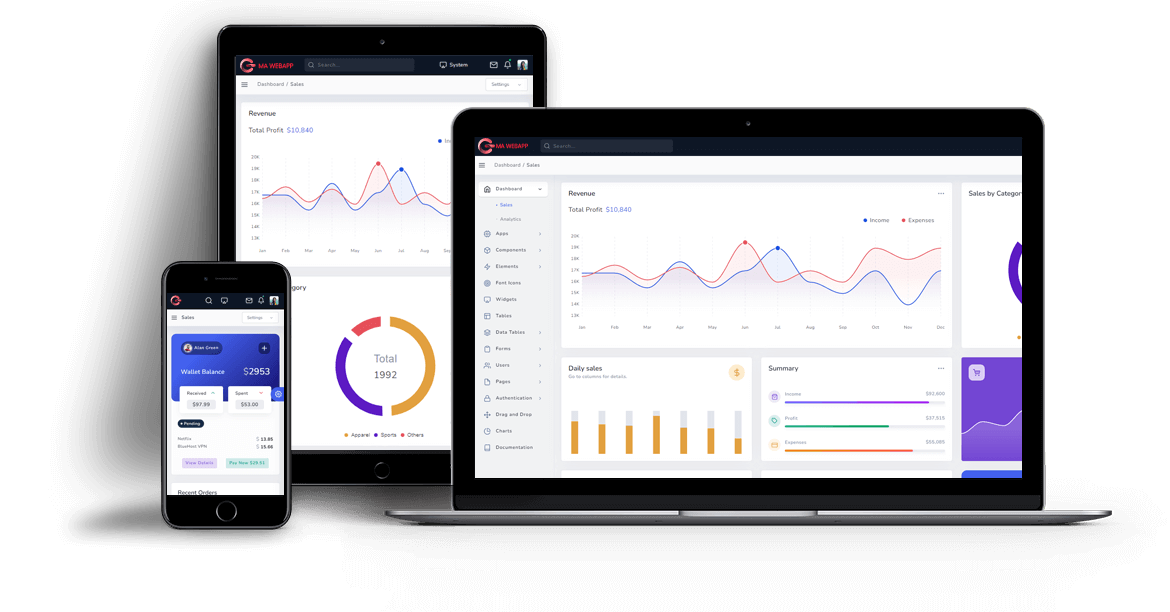 MA WEBAPP
Search...
System
Dashboard / Sales
Settings
Revenue
Total Profit $10,840
20K
19K
18K
17K
16K
15K
14K
13K
Jan Feb Mar Apr May Jun Jul Aug
Total
1992
Apparel Sports Others
Sales
Settings
Alan Green
Wallet Balance
$2953
Received
$97.99
Spent
$53.00
Pending
Netflix
$ 13.85
BlueHost VPN
$ 15.66
View Details
Pay Now $29.51
Recent Orders
MA WEBAPP
Search...
Dashboard / Sales
Dashboard
Sales
Analytics
Apps
Components
Elements
Font Icons
Widgets
Tables
Data Tables
Forms
Users
Pages
Authentication
Drag and Drop
Charts
Documentation
Revenue
Total Profit $10,840
Income Expenses
20K
19K
18K
17K
16K
15K
14K
13K
Jan Feb Mar Apr May Jun Jul Aug Sep Oct Nov Dec
Sales by Categor
Daily sales
Go to columns for details.
$
Summary
Income
$92,600
Profit
$37,515
Expenses
$55,085